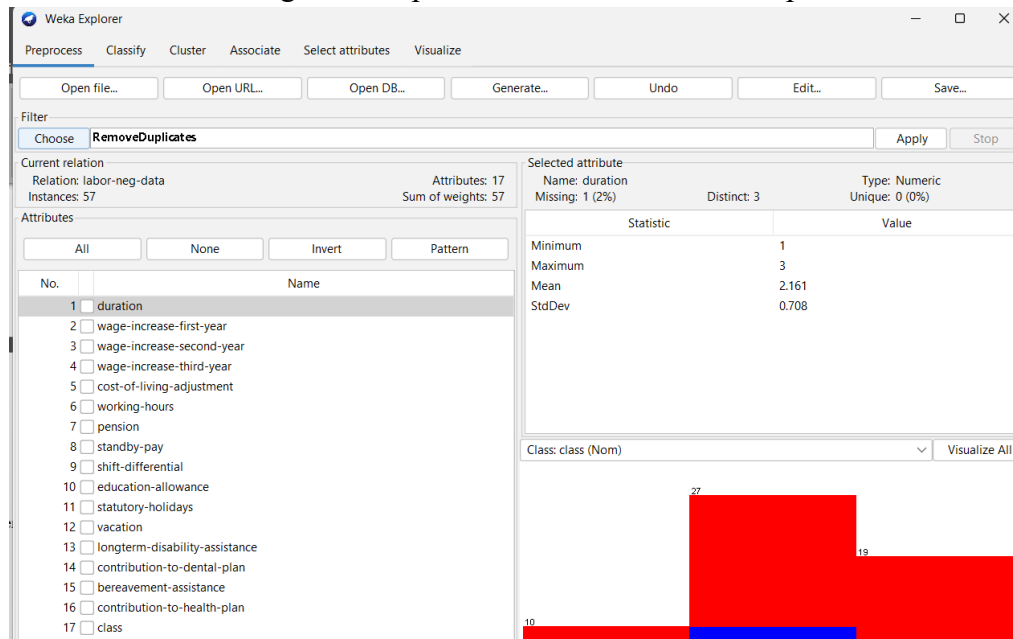 Weka Explorer
Preprocess Classify Cluster Associate Select attributes Visualize
Open file... Open URL... Open DB... Generate... Undo Edit... Save...
Filter
Choose RemoveDuplicates Apply Stop
Current relation
Relation: labor-neg-data Attributes: 17
Instances: 57 Sum of weights: 57
Attributes
All None Invert Pattern
No. Name
1 duration
2 wage-increase-first-year
3 wage-increase-second-year
4 wage-increase-third-year
5 cost-of-living-adjustment
6 working-hours
7 pension
8 standby-pay
9 shift-differential
10 education-allowance
11 statutory-holidays
12 vacation
13 longterm-disability-assistance
14 contribution-to-dental-plan
15 bereavement-assistance
16 contribution-to-health-plan
17 class
Selected attribute
Name: duration Type: Numeric
Missing: 1 (2%) Distinct: 3 Unique: 0 (0%)
Statistic Value
Minimum 1
Maximum 3
Mean 2.161
StdDev 0.708
Class: class (Nom) Visualize All
27
19
10